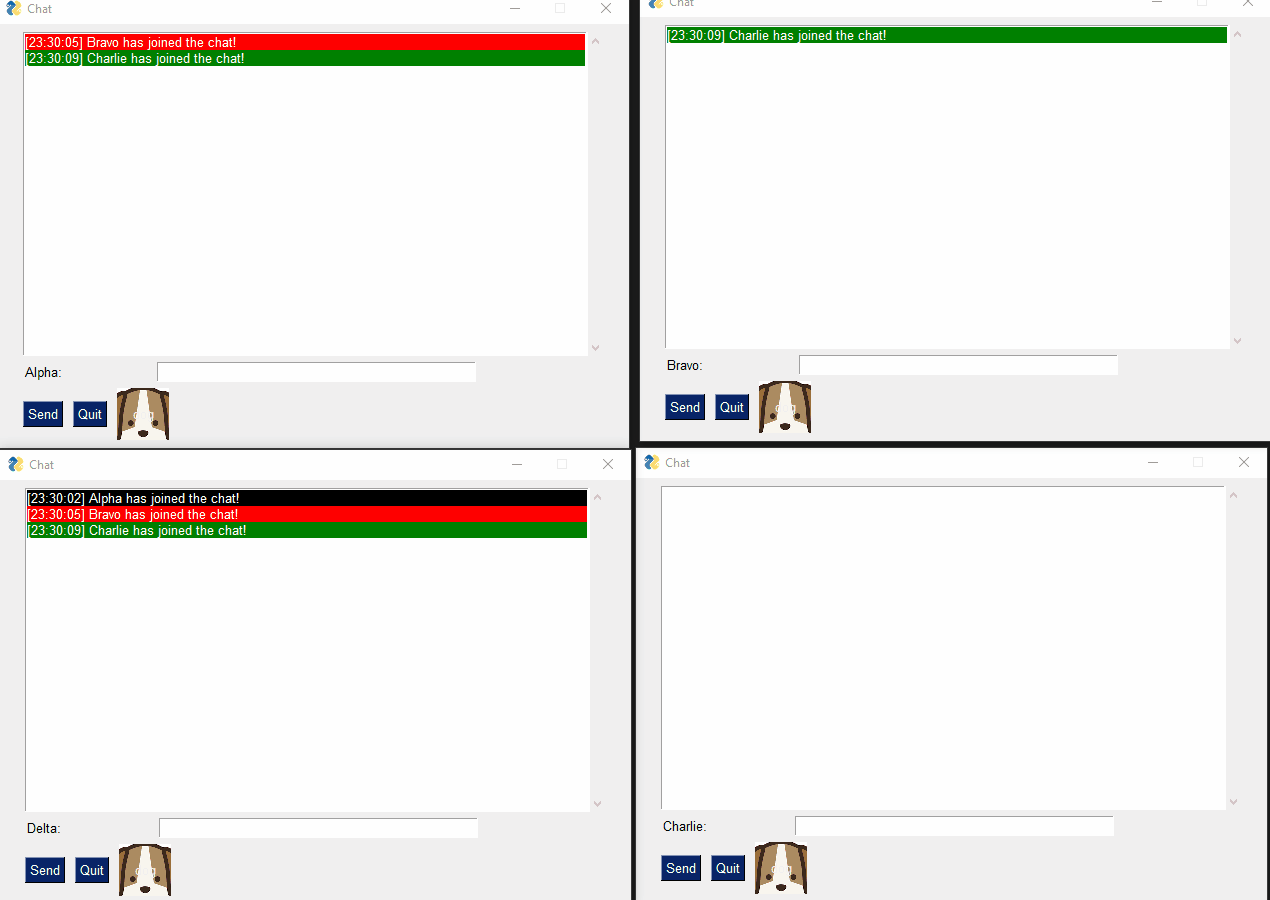 Chat
[23:30:05] Bravo has joined the chat!
[23:30:09] Charlie has joined the chat!
Alpha:
Send Quit
Chat
[23:30:09] Charlie has joined the chat!
Bravo:
Send Quit
Chat
[23:30:02] Alpha has joined the chat!
[23:30:05] Bravo has joined the chat!
[23:30:09] Charlie has joined the chat!
Delta:
Send Quit
Chat
Charlie:
Send Quit